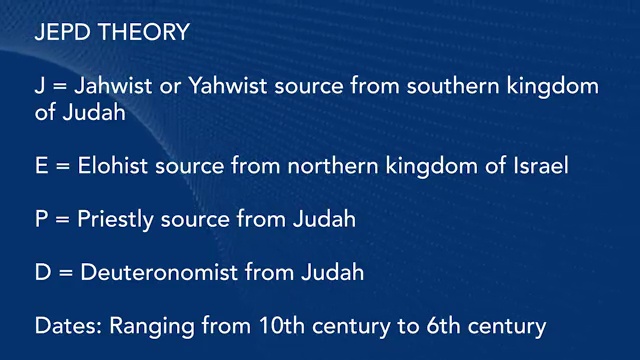 JEPD THEORY
J = Jahwist or Yahwist source from southern kingdom
of Judah
E = Elohist source from northern kingdom of Israel
P = Priestly source from Judah
D = Deuteronomist from Judah
Dates: Ranging from 10th century to 6th century